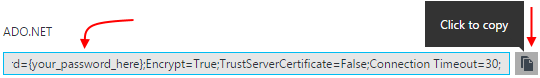 Click to copy
ADO.NET
d={your_password_here};Encrypt=True;TrustServerCertificate=False;Connection Timeout=30;